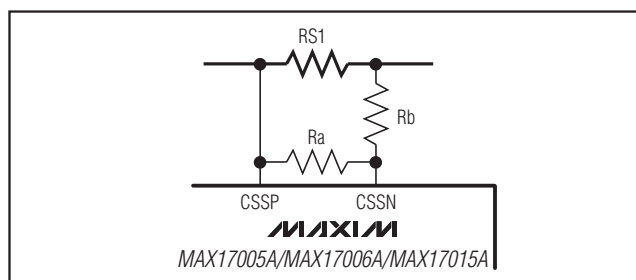 RS1
Rb
Ra
CSSP CSSN
MAXIM
MAX17005A/MAX17006A/MAX17015A